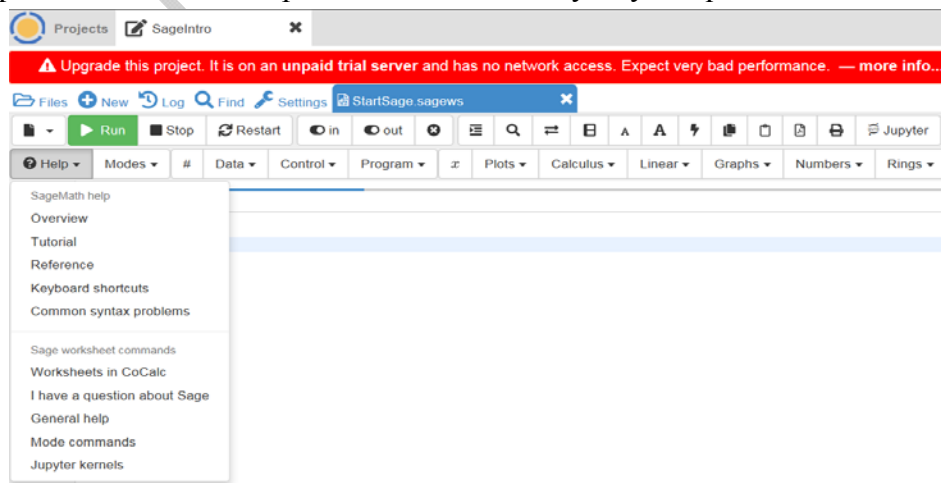 Projects SageIntro
Upgrade this project. It is on an unpaid trial server and has no network access. Expect very bad performance. — more info...
Files New Log Find Settings StartSage.sagews
Run Stop Restart in out A A Jupyter
Help Modes # Data Control Program x Plots Calculus Linear Graphs Numbers Rings
SageMath help
Overview
Tutorial
Reference
Keyboard shortcuts
Common syntax problems
Sage worksheet commands
Worksheets in CoCalc
I have a question about Sage
General help
Mode commands
Jupyter kernels